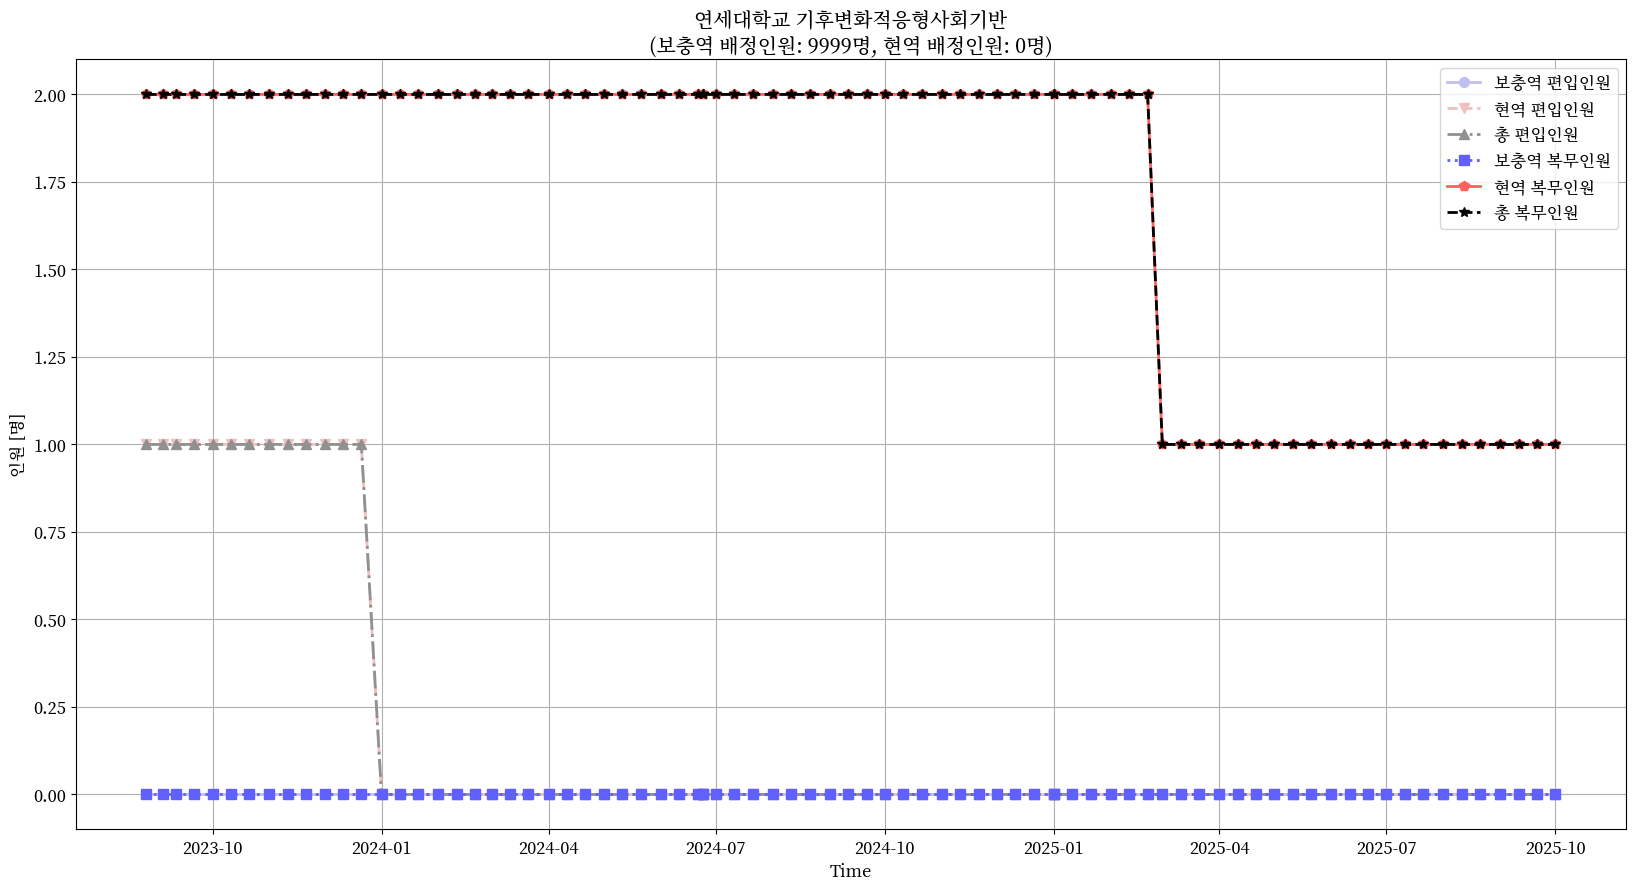 연세대학교 기후변화적응형사회기반
(보충역 배정인원: 9999명, 현역 배정인원: 0명)
보충역 편입인원
현역 편입인원
총 편입인원
보충역 복무인원
현역 복무인원
총 복무인원
인원 [명]
2.00
1.75
1.50
1.25
1.00
0.75
0.50
0.25
0.00
2023-10 2024-01 2024-04 2024-07 2024-10 2025-01 2025-04 2025-07 2025-10
Time